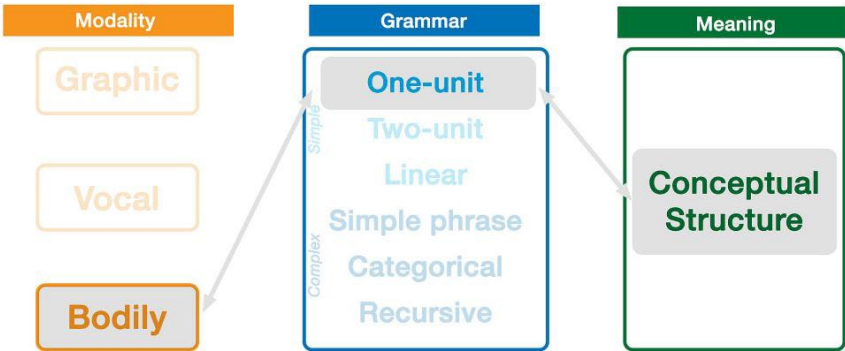 Modality
Grammar
Meaning
Graphic
Vocal
Bodily
Simple
Complex
One-unit
Two-unit
Linear
Simple phrase
Categorical
Recursive
Conceptual
Structure